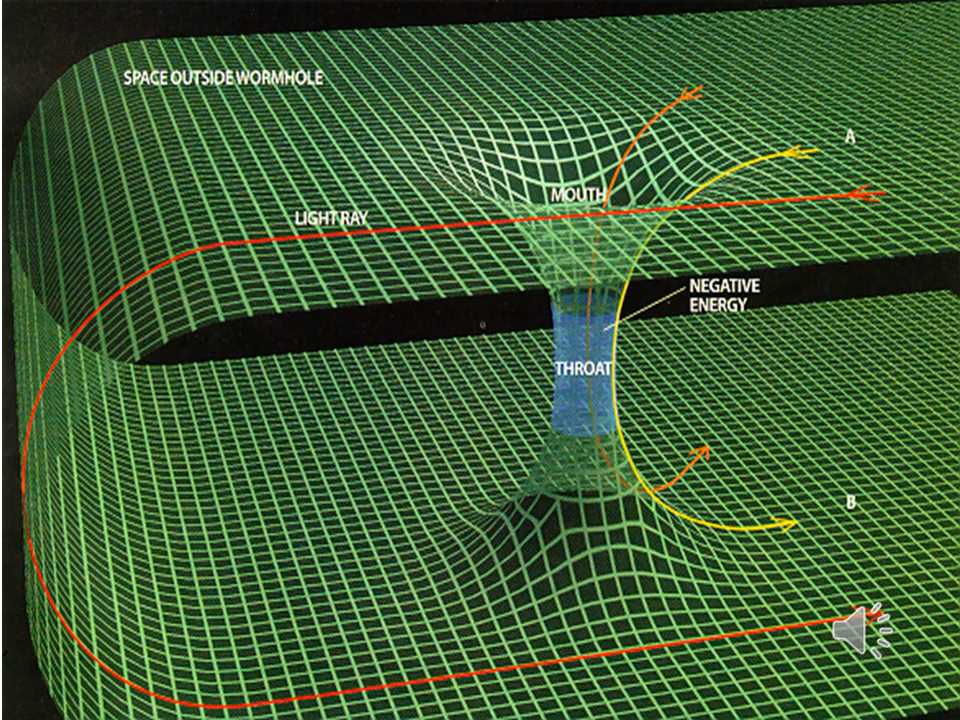 SPACE OUTSIDE WORMHOLE
A
MOUTH
LIGHT RAY
NEGATIVE
ENERGY
THROAT
B